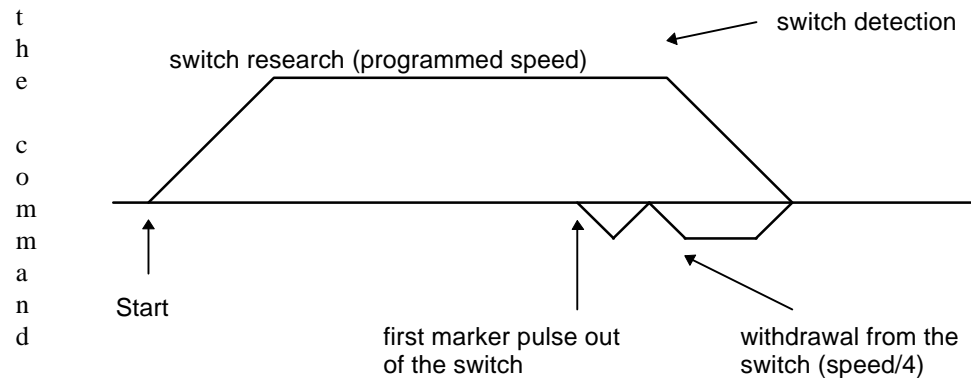 t
h
e
c
o
m
m
a
n
d
switch detection
switch research (programmed speed)
Start
first marker pulse out
of the switch
withdrawal from the
switch (speed/4)